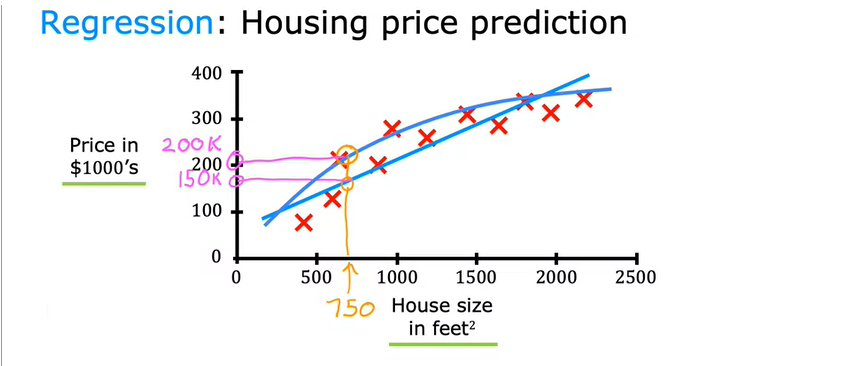 Regression: Housing price prediction
400
300
Price in
$1000's
200K
200
150K
100
0
0 500 1000 1500 2000 2500
750
House size
in feet²